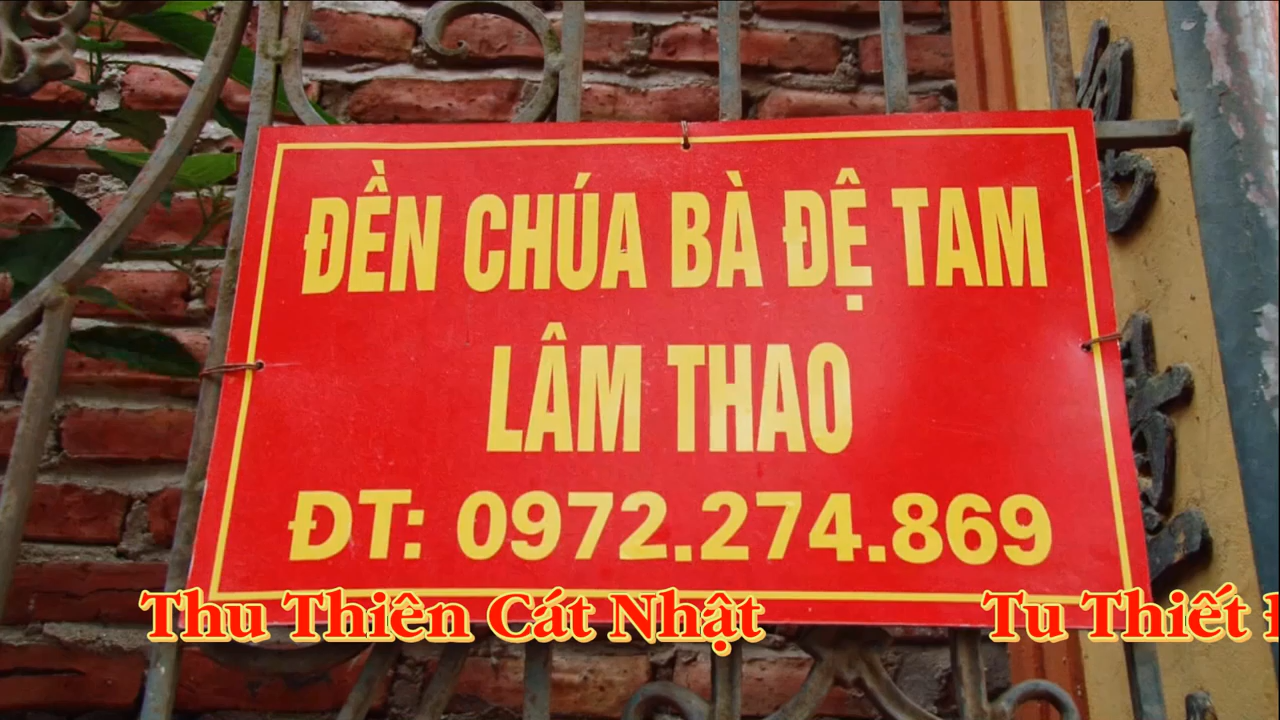 ĐỀN CHÚA BÀ ĐỆ TAM
LÂM THAO
ĐT: 0972.274.869
Thu Thiên Cát Nhật Tu Thiết